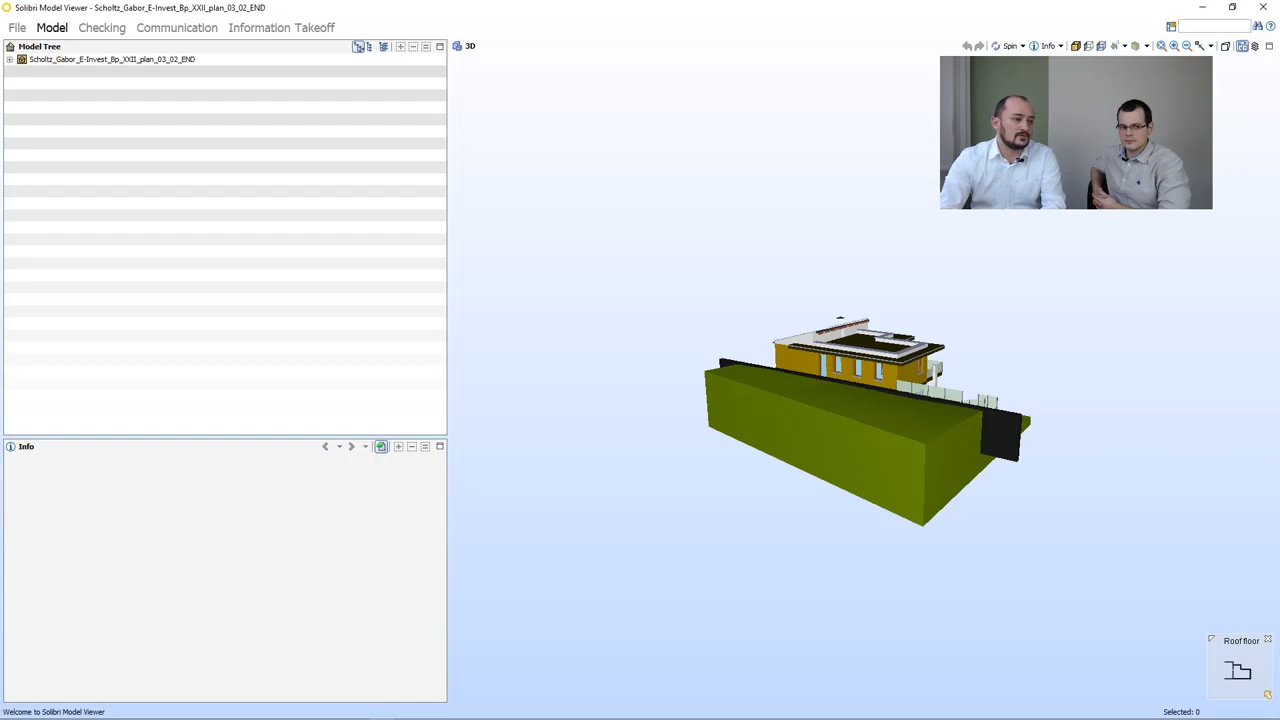 Solibri Model Viewer - Scholtz_Gabor_E-Invest_Bp_XXII_plan_03_02_END
File Model Checking Communication Information Takeoff
Model Tree
3D
Spin
Info
Scholtz_Gabor_E-Invest_Bp_XXII_plan_03_02_END
Info
Roof floor
Welcome to Solibri Model Viewer
Selected: 0